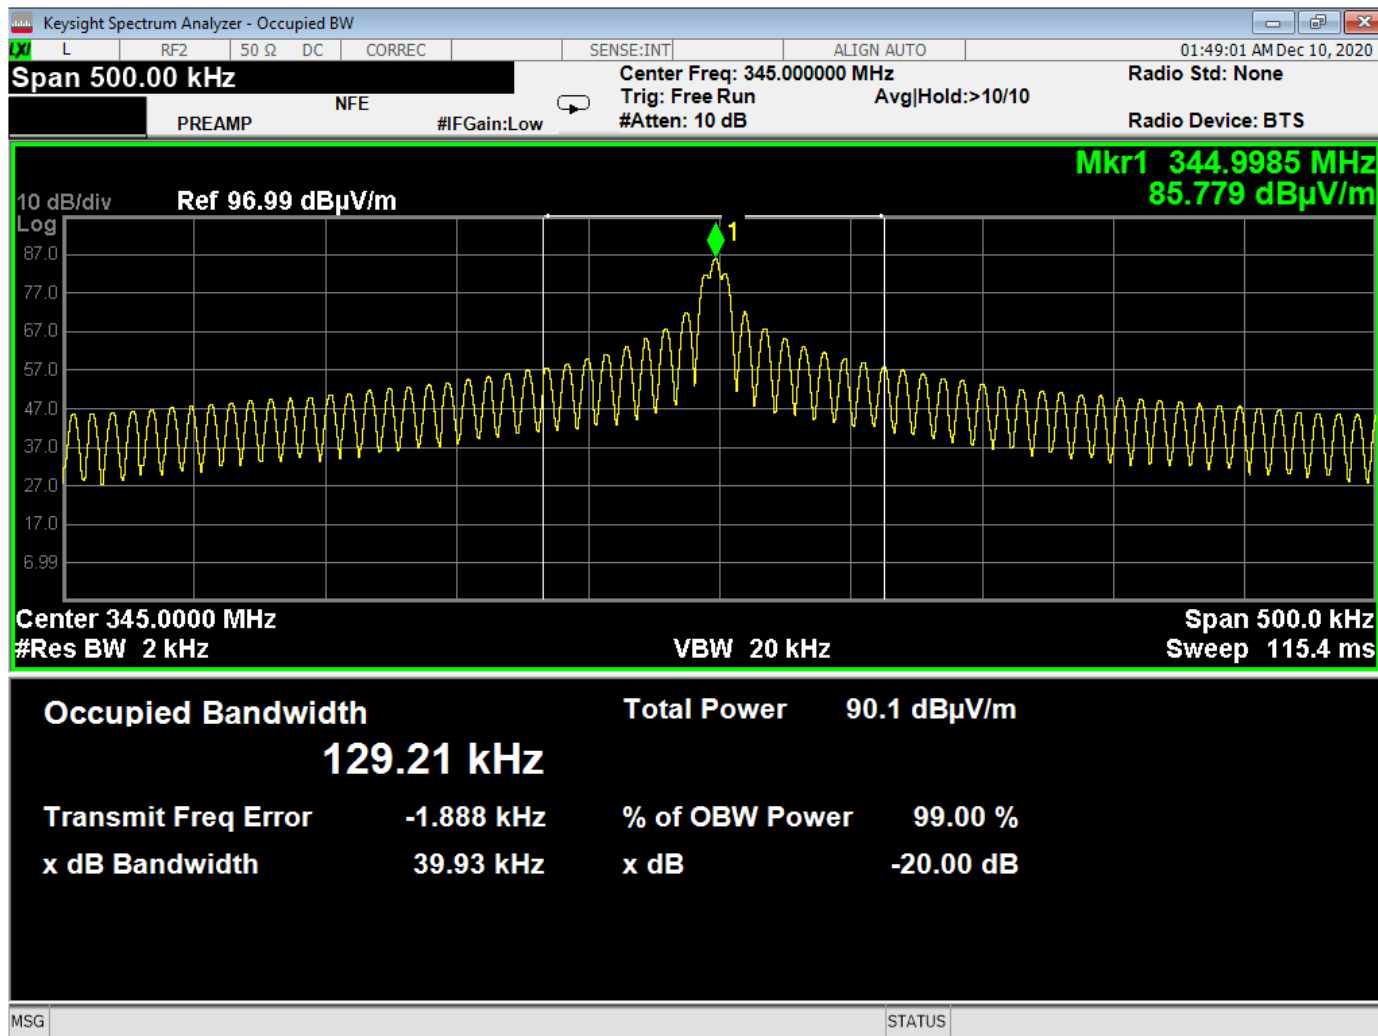 Keysight Spectrum Analyzer - Occupied BW
LXI L RF2 50 Ω DC CORREC SENSE:INT ALIGN AUTO 01:49:01 AM Dec 10, 2020
Span 500.00 kHz
Center Freq: 345.000000 MHz Radio Std: None
NFE Trig: Free Run Avg|Hold:>10/10
PREAMP #IFGain:Low #Atten: 10 dB Radio Device: BTS
Mkr1 344.9985 MHz
85.779 dBµV/m
10 dB/div Ref 96.99 dBµV/m
Log
1
87.0
77.0
67.0
57.0
47.0
37.0
27.0
17.0
6.99
Center 345.0000 MHz Span 500.0 kHz
#Res BW 2 kHz VBW 20 kHz Sweep 115.4 ms
Occupied Bandwidth Total Power 90.1 dBµV/m
129.21 kHz
Transmit Freq Error -1.888 kHz % of OBW Power 99.00 %
x dB Bandwidth 39.93 kHz x dB -20.00 dB
MSG STATUS